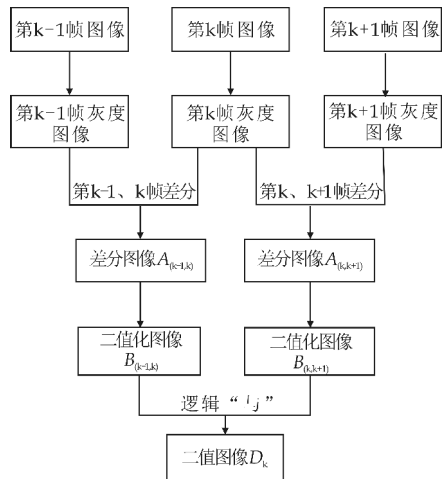 第k-1帧图像
第k帧图像
第k+1帧图像
第k-1帧灰度
图像
第k帧灰度
图像
第k+1帧灰度
图像
第k-1、k帧差分
第k、k+1帧差分
差分图像A(k-1,k)
差分图像A(k,k+1)
二值化图像
B(k-1,k)
二值化图像
B(k,k+1)
逻辑“ ”
二值图像Dk